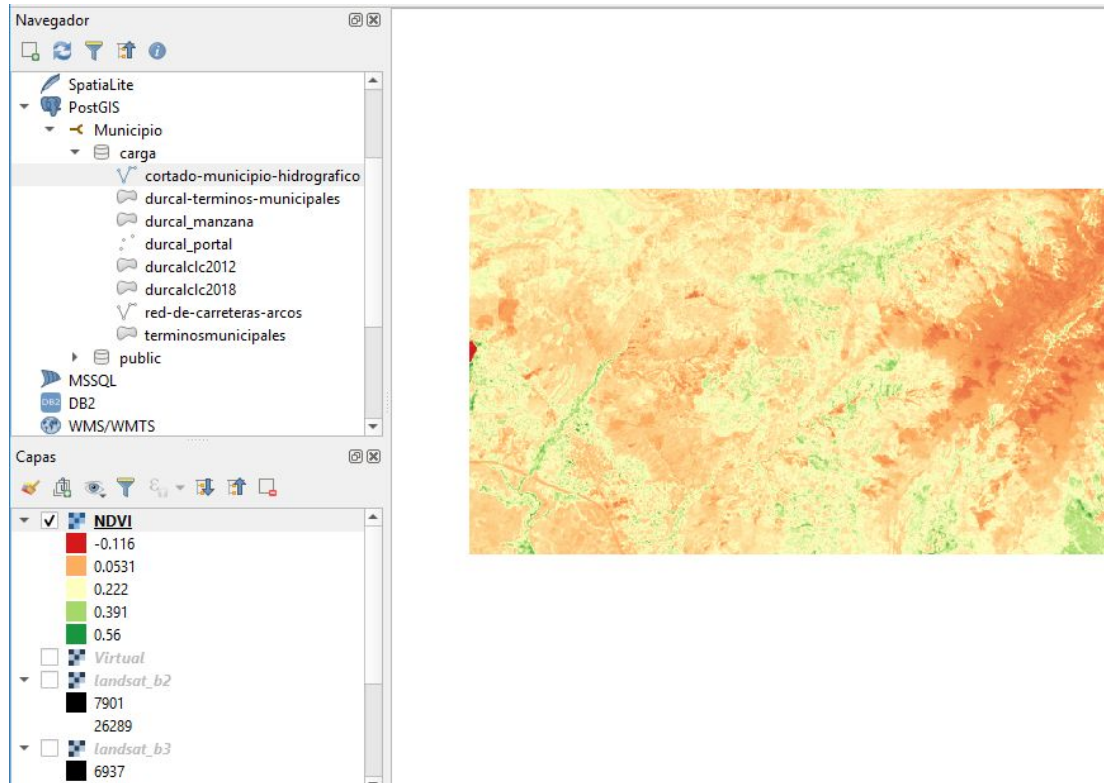 Navegador
SpatiaLite
PostGIS
Municipio
carga
cortado-municipio-hidrografico
durcal-terminos-municipales
durcal_manzana
durcal_portal
durcalclc2012
durcalclc2018
red-de-carreteras-arcos
terminosmunicipales
public
MSSQL
DB2 DB2
WMS/WMTS
Capas
NDVI
-0.116
0.0531
0.222
0.391
0.56
Virtual
landsat_b2
7901
26289
landsat_b3
6937